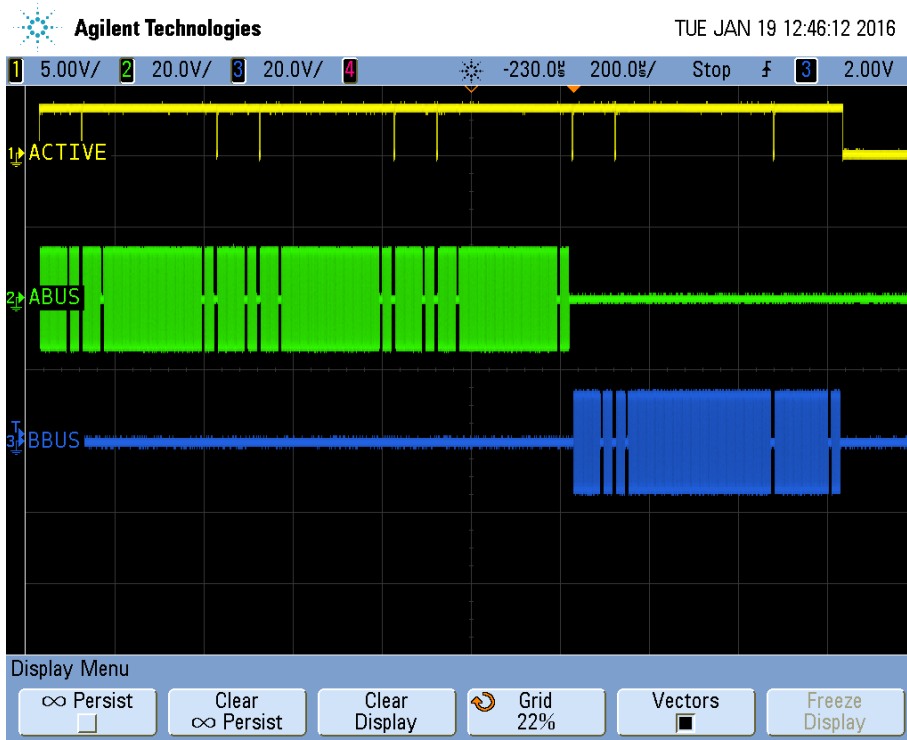 Agilent Technologies TUE JAN 19 12:46:12 2016
1 5.00V/ 2 20.0V/ 3 20.0V/ 4 -230.0㎲ 200.0㎲/ Stop 3 2.00V
1 ACTIVE
2 ABUS
T
3 BBUS
Display Menu
∞ Persist
Clear
∞ Persist
Clear
Display
Grid
22%
Vectors
Freeze
Display